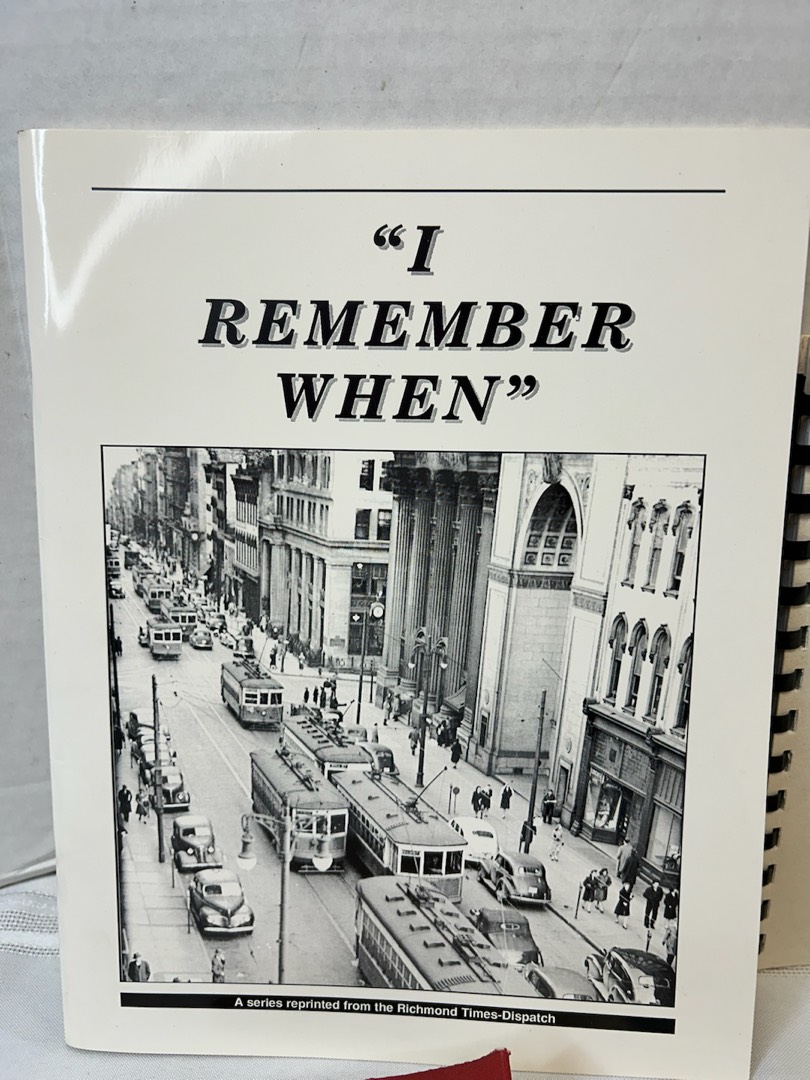 “I
REMEMBER
WHEN”
A series reprinted from the Richmond Times-Dispatch